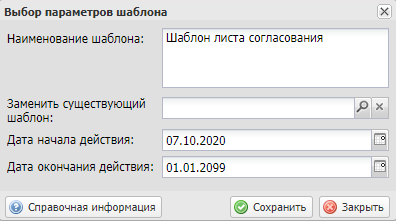 Выбор параметров шаблона
Наименование шаблона:
Шаблон листа согласования
Заменить существующий
шаблон:
Дата начала действия:
07.10.2020
Дата окончания действия:
01.01.2099
Справочная информация
Сохранить
Закрыть